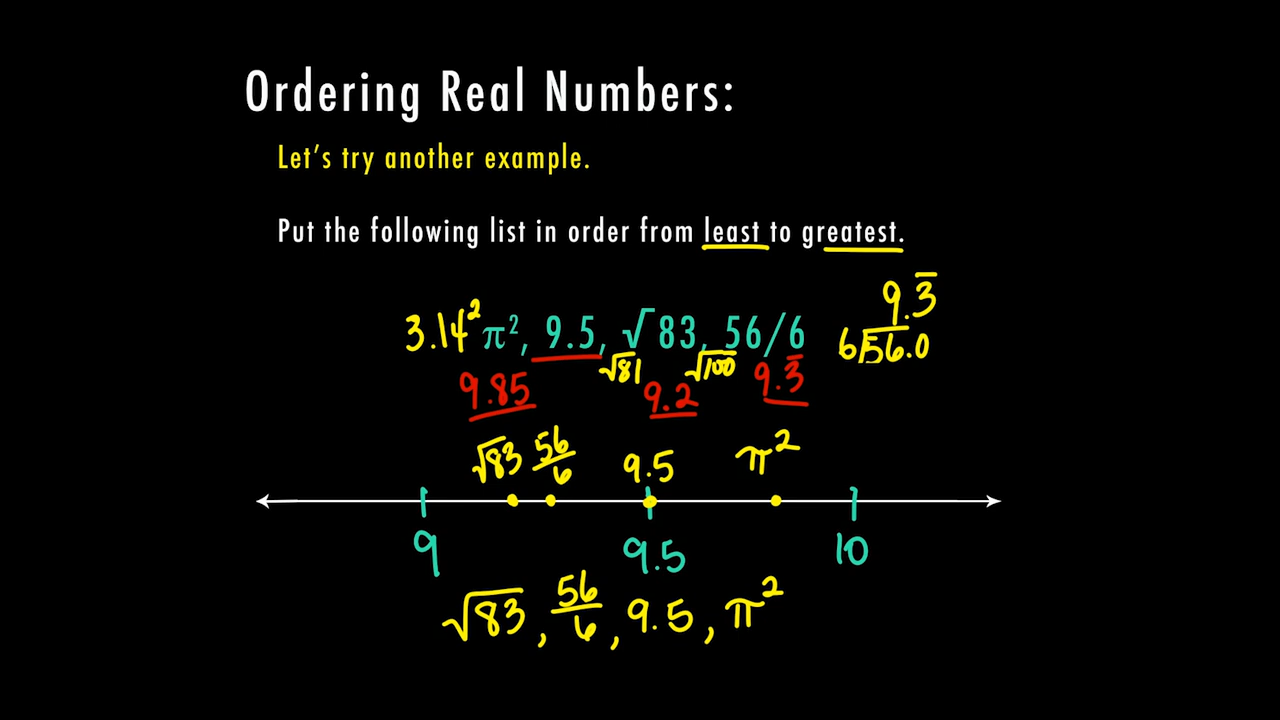 Ordering Real Numbers:
Let's try another example.
Put the following list in order from least to greatest.
9.3̅
3.14² π², 9.5, √83, 56/6 6⟌56.0
√81 √100
9.85 9.2 9.3̅
√83 56/6 9.5 π²
9 9.5 10
√83, 56/6, 9.5, π²